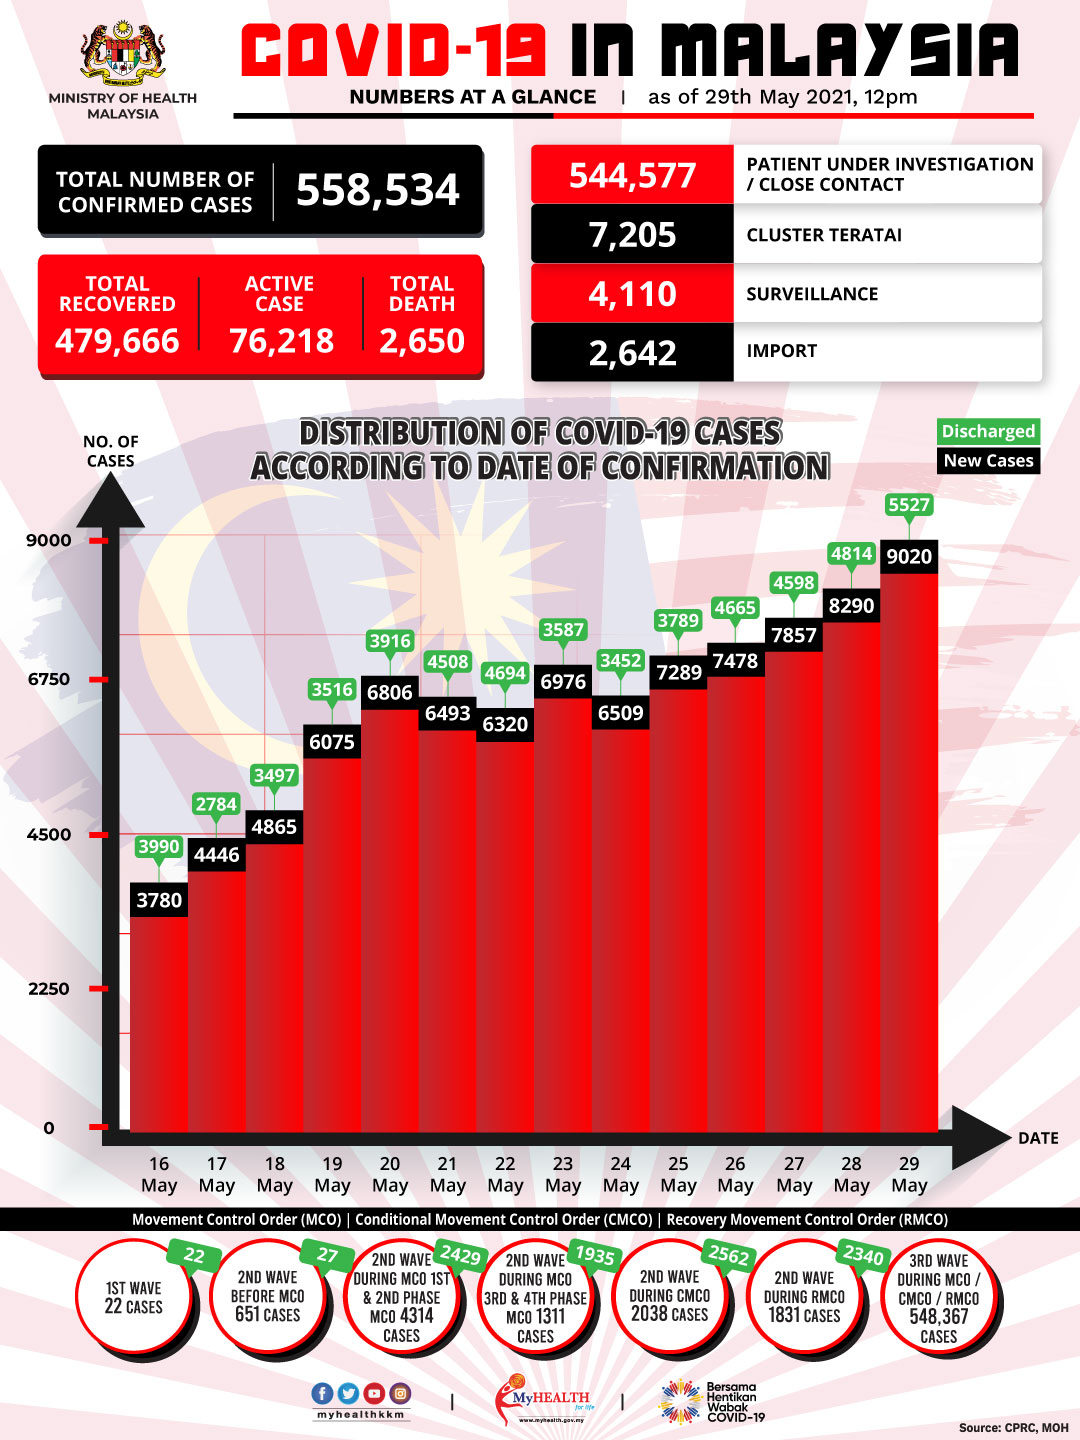 MINISTRY OF HEALTH
MALAYSIA
COVID-19 IN MALAYSIA
NUMBERS AT A GLANCE | as of 29th May 2021, 12pm
TOTAL NUMBER OF
CONFIRMED CASES
558,534
TOTAL
RECOVERED
479,666
ACTIVE
CASE
76,218
TOTAL
DEATH
2,650
544,577
PATIENT UNDER INVESTIGATION
/ CLOSE CONTACT
7,205
CLUSTER TERATAI
4,110
SURVEILLANCE
2,642
IMPORT
DISTRIBUTION OF COVID-19 CASES
ACCORDING TO DATE OF CONFIRMATION
Discharged
New Cases
NO. OF
CASES
9000
6750
4500
2250
0
3990
3780
2784
4446
3497
4865
3516
6075
3916
6806
4508
6493
4694
6320
3587
6976
3452
6509
3789
7289
4665
7478
4598
7857
4814
8290
5527
9020
DATE
16
May
17
May
18
May
19
May
20
May
21
May
22
May
23
May
24
May
25
May
26
May
27
May
28
May
29
May
Movement Control Order (MCO) | Conditional Movement Control Order (CMCO) | Recovery Movement Control Order (RMCO)
22
1ST WAVE
22 CASES
27
2ND WAVE
BEFORE MCO
651 CASES
2429
2ND WAVE
DURING MCO 1ST
& 2ND PHASE
MCO 4314
CASES
1935
2ND WAVE
DURING MCO
3RD & 4TH PHASE
MCO 1311
CASES
2562
2ND WAVE
DURING CMCO
2038 CASES
2340
2ND WAVE
DURING RMCO
1831 CASES
3RD WAVE
DURING MCO /
CMCO / RMCO
548,367
CASES
myhealthkkm
MyHEALTH
for life
www.myhealth.gov.my
Bersama
Hentikan
Wabak
COVID-19
Source: CPRC, MOH